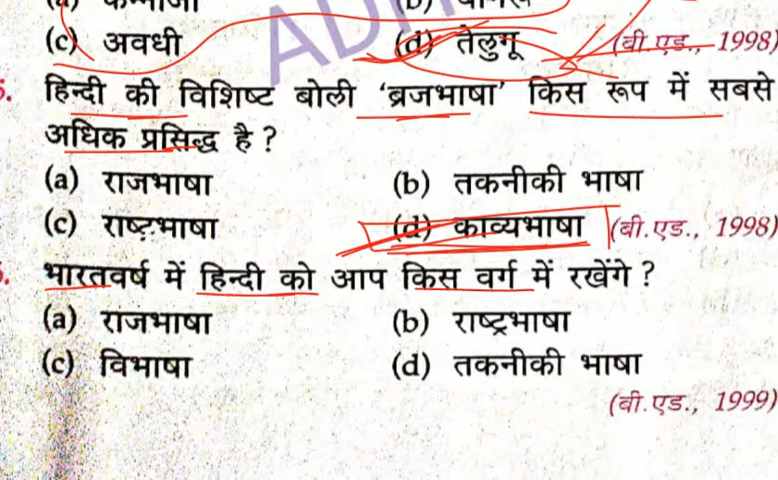 (c) अवधी (d) तेलुगू (बी.एड., 1998)
5. हिन्दी की विशिष्ट बोली ‘ब्रजभाषा’ किस रूप में सबसे
अधिक प्रसिद्ध है ?
(a) राजभाषा (b) तकनीकी भाषा
(c) राष्ट्रभाषा (d) काव्यभाषा (बी.एड., 1998)
भारतवर्ष में हिन्दी को आप किस वर्ग में रखेंगे ?
(a) राजभाषा (b) राष्ट्रभाषा
(c) विभाषा (d) तकनीकी भाषा
(बी.एड., 1999)